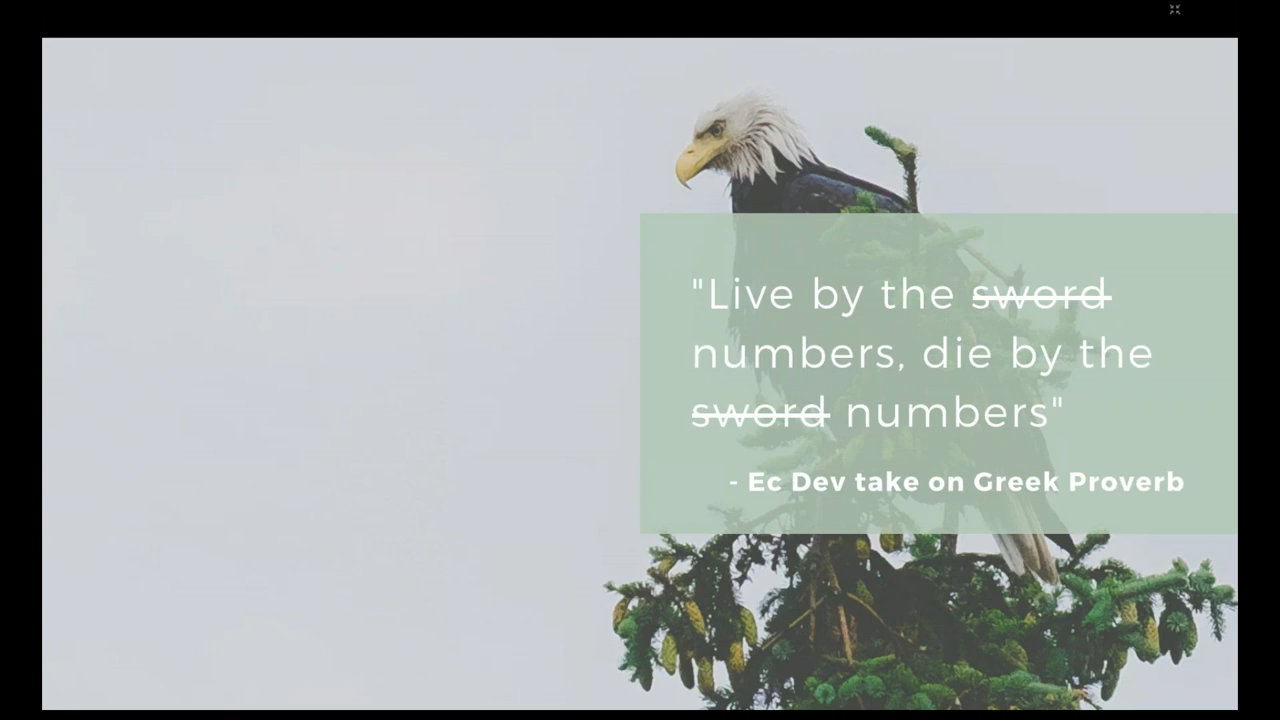 "Live by the sword
numbers, die by the
sword numbers"
- Ec Dev take on Greek Proverb